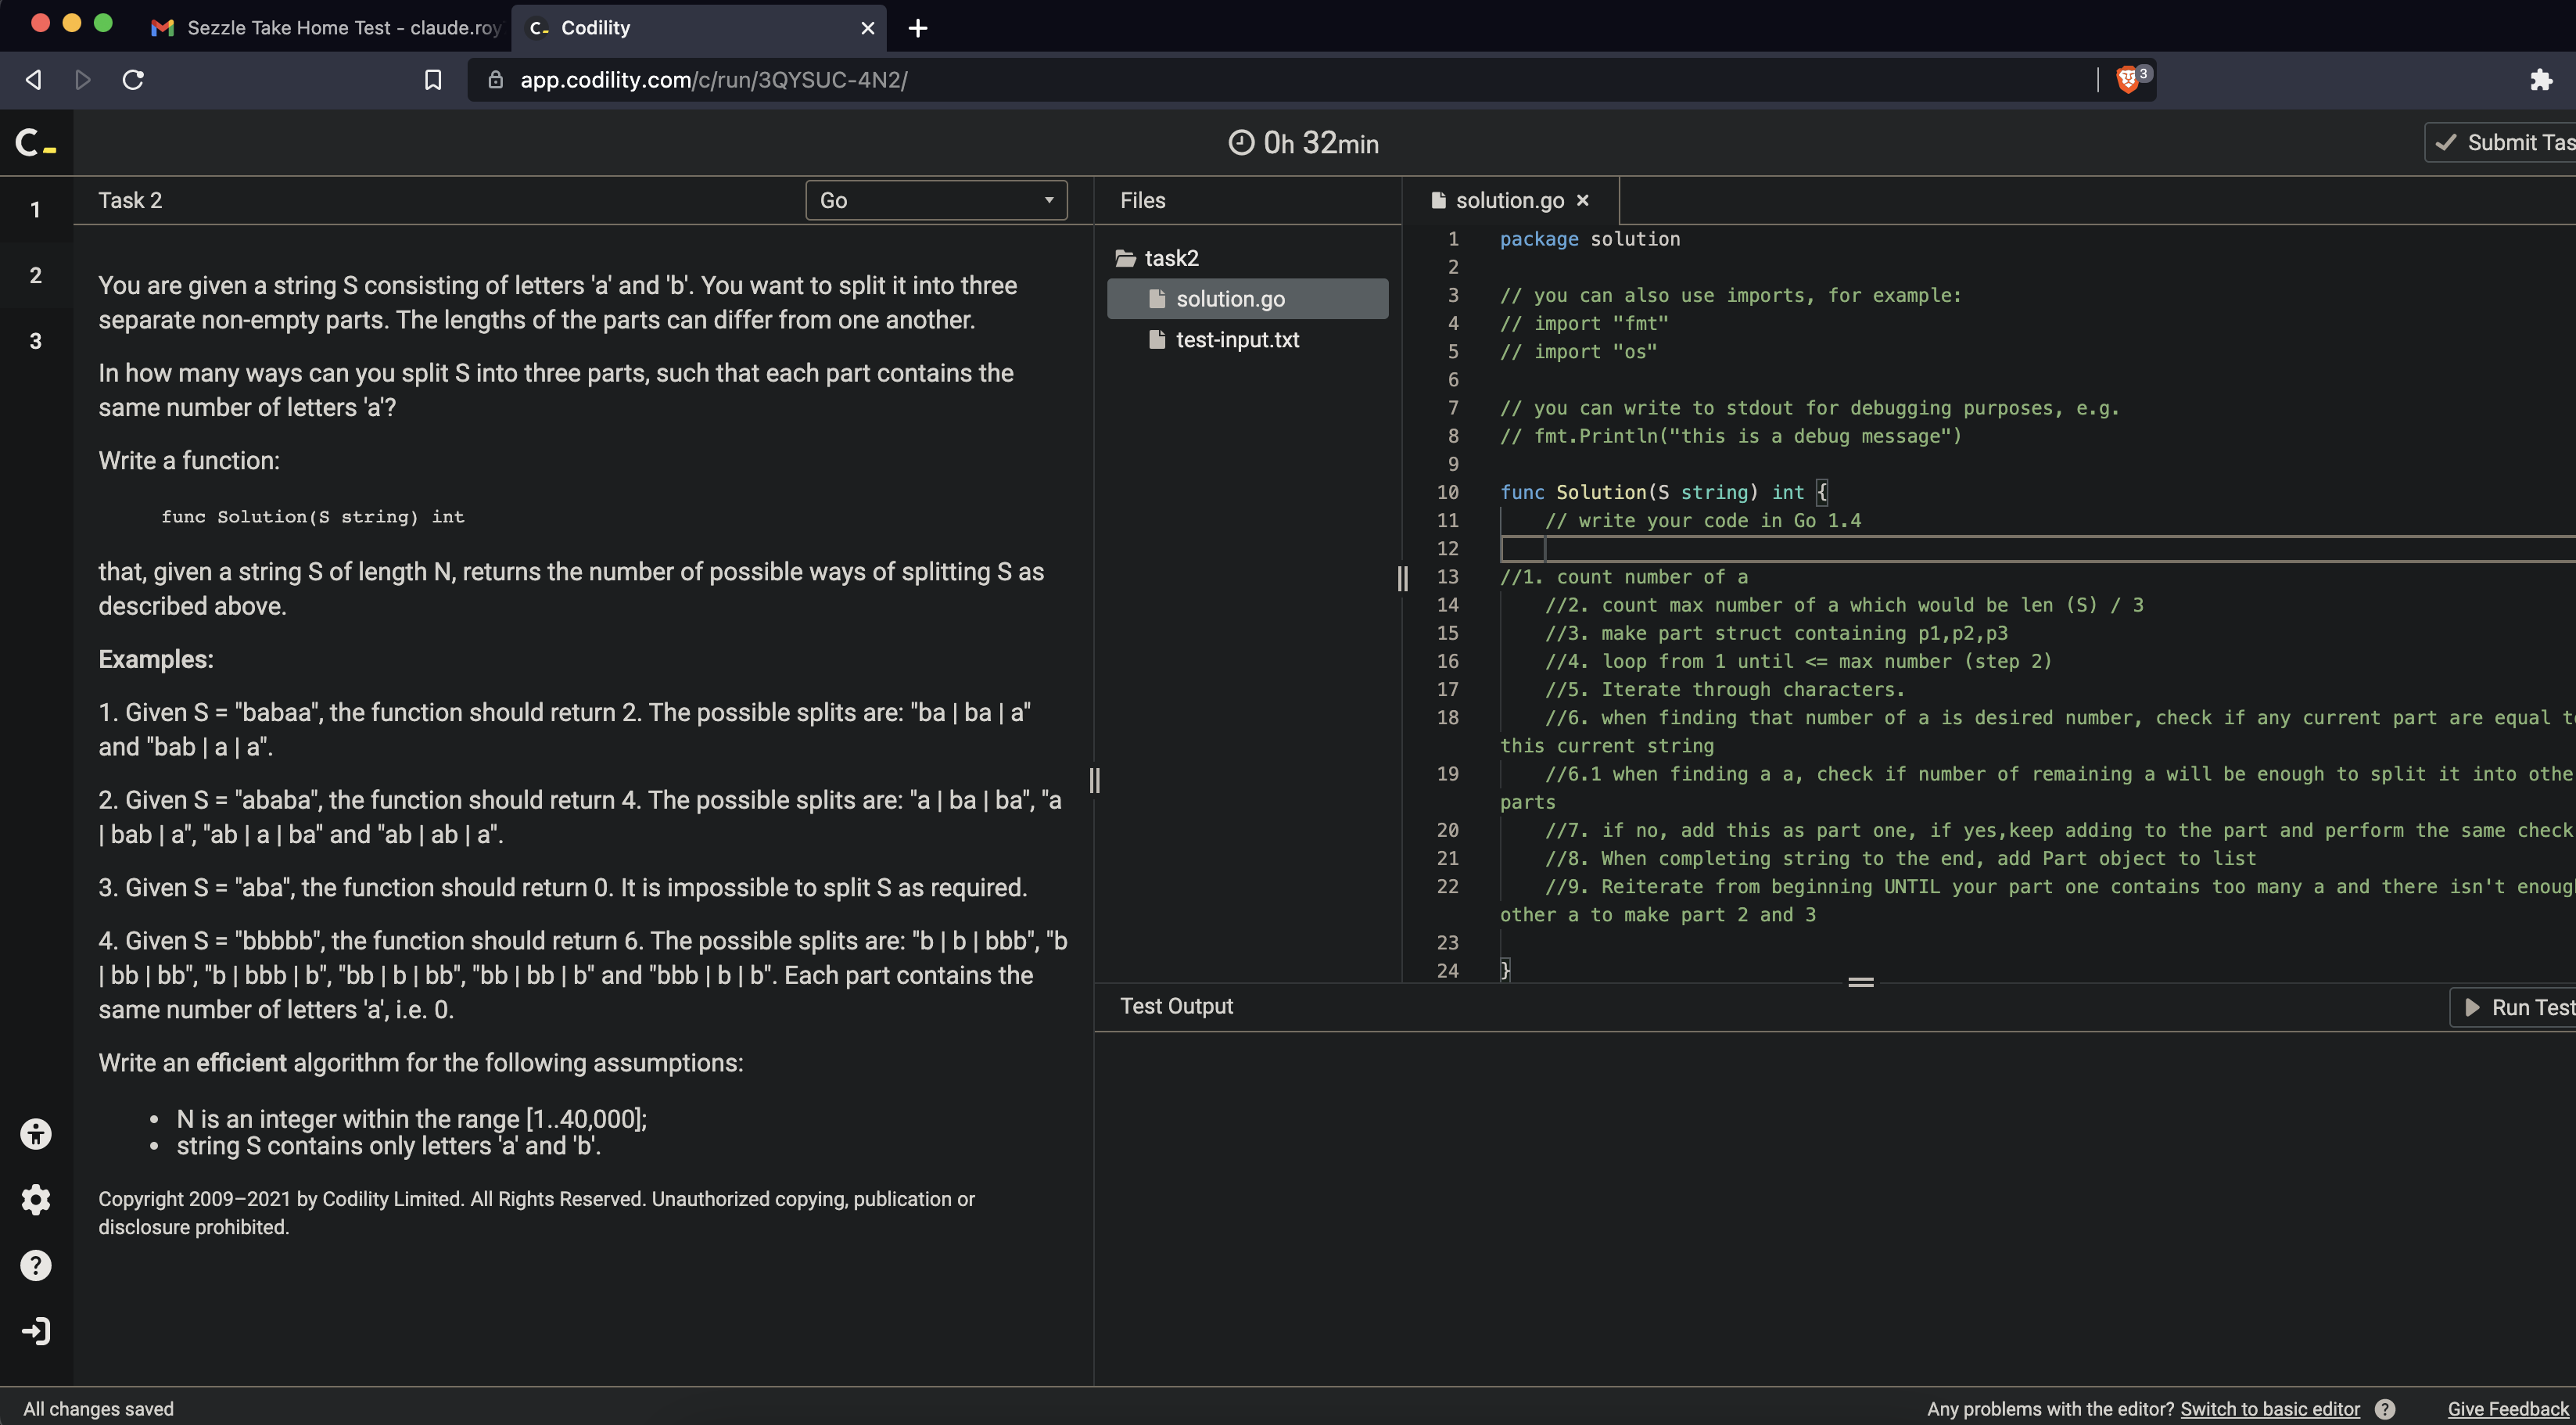 Sezzle Take Home Test - claude.roy
C- Codility
app.codility.com/c/run/3QYSUC-4N2/
3
C_
0h 32min
Submit Tas
1
2
3
Task 2
Go
You are given a string S consisting of letters 'a' and 'b'. You want to split it into three
separate non-empty parts. The lengths of the parts can differ from one another.
In how many ways can you split S into three parts, such that each part contains the
same number of letters 'a'?
Write a function:
func Solution(S string) int
that, given a string S of length N, returns the number of possible ways of splitting S as
described above.
Examples:
1. Given S = "babaa", the function should return 2. The possible splits are: "ba | ba | a"
and "bab | a | a".
2. Given S = "ababa", the function should return 4. The possible splits are: "a | ba | ba", "a
| bab | a", "ab | a | ba" and "ab | ab | a".
3. Given S = "aba", the function should return 0. It is impossible to split S as required.
4. Given S = "bbbbb", the function should return 6. The possible splits are: "b | b | bbb", "b
| bb | bb", "b | bbb | b", "bb | b | bb", "bb | bb | b" and "bbb | b | b". Each part contains the
same number of letters 'a', i.e. 0.
Write an efficient algorithm for the following assumptions:
• N is an integer within the range [1..40,000];
• string S contains only letters 'a' and 'b'.
Copyright 2009–2021 by Codility Limited. All Rights Reserved. Unauthorized copying, publication or
disclosure prohibited.
Files
task2
solution.go
test-input.txt
solution.go
1 package solution
2
3 // you can also use imports, for example:
4 // import "fmt"
5 // import "os"
6
7 // you can write to stdout for debugging purposes, e.g.
8 // fmt.Println("this is a debug message")
9
10 func Solution(S string) int {
11 // write your code in Go 1.4
12
13 //1. count number of a
14 //2. count max number of a which would be len (S) / 3
15 //3. make part struct containing p1,p2,p3
16 //4. loop from 1 until <= max number (step 2)
17 //5. Iterate through characters.
18 //6. when finding that number of a is desired number, check if any current part are equal to
this current string
19 //6.1 when finding a a, check if number of remaining a will be enough to split it into othe
parts
20 //7. if no, add this as part one, if yes,keep adding to the part and perform the same check
21 //8. When completing string to the end, add Part object to list
22 //9. Reiterate from beginning UNTIL your part one contains too many a and there isn't enoug
other a to make part 2 and 3
23
24 }
Test Output
Run Test
All changes saved
Any problems with the editor? Switch to basic editor ?
Give Feedback